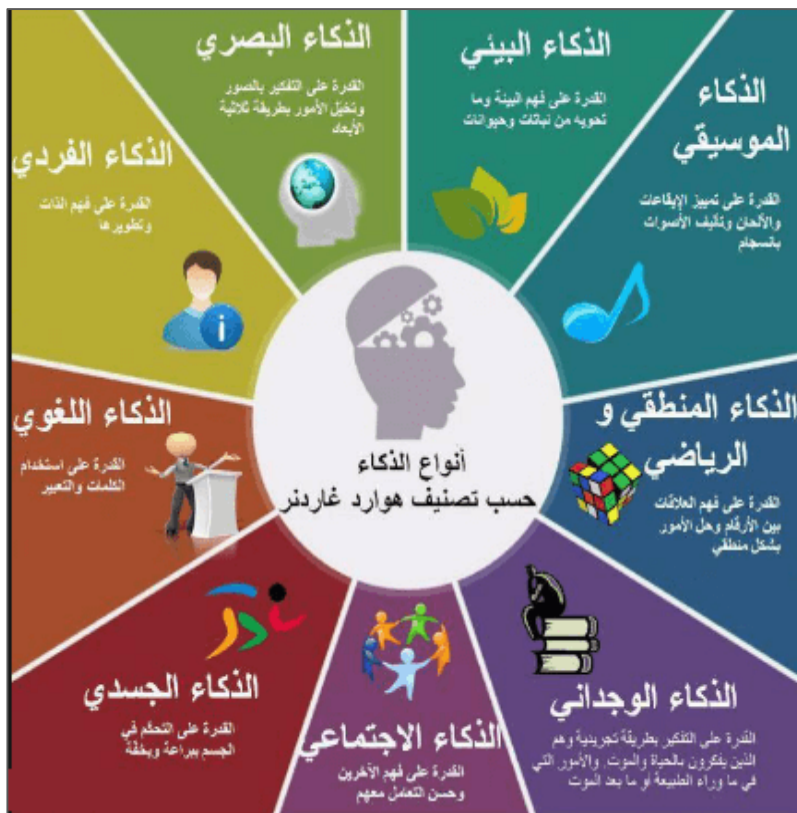 أنواع الذكاء
حسب تصنيف هوارد غاردنر
الذكاء البيئي
القدرة على فهم البيئة وما
تحويه من نباتات وحيوانات
الذكاء
الموسيقي
القدرة على تمييز الإيقاعات
والألحان وتأليف الأصوات
بانسجام
الذكاء المنطقي و
الرياضي
القدرة على فهم العلاقات
بين الأرقام وحل الأمور
بشكل منطقي
الذكاء الوجداني
القدرة على التفكير بطريقة تجريدية وهم
الذين يفكرون بالحياة والموت، والأمور التي
في ما وراء الطبيعة أو ما بعد الموت
الذكاء الاجتماعي
القدرة على فهم الآخرين
وحسن التعامل معهم
الذكاء الجسدي
القدرة على التحكم في
الجسم ببراعة وبخفة
الذكاء اللغوي
القدرة على استخدام
الكلمات والتعبير
الذكاء الفردي
القدرة على فهم الذات
وتطويرها
الذكاء البصري
القدرة على التفكير بالصور
وتخيل الأمور بطريقة ثلاثية
الأبعاد